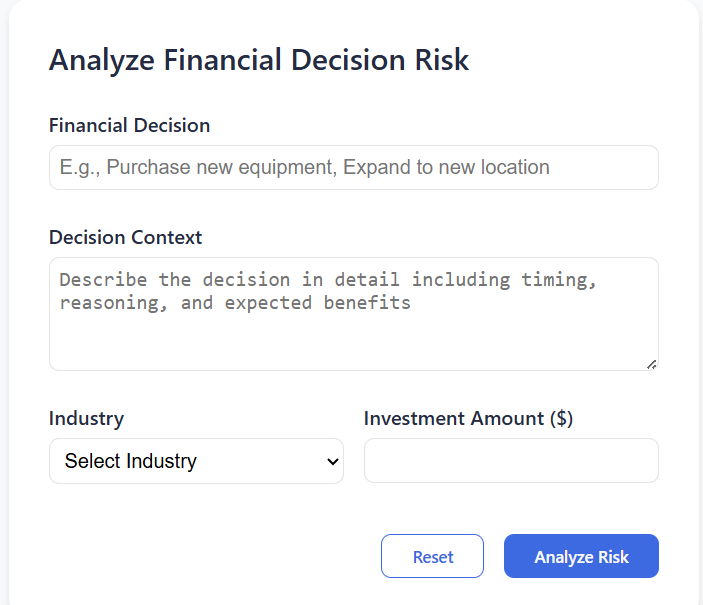 Analyze Financial Decision Risk
Financial Decision
E.g., Purchase new equipment, Expand to new location
Decision Context
Describe the decision in detail including timing,
reasoning, and expected benefits
Industry
Investment Amount ($)
Select Industry
Reset
Analyze Risk